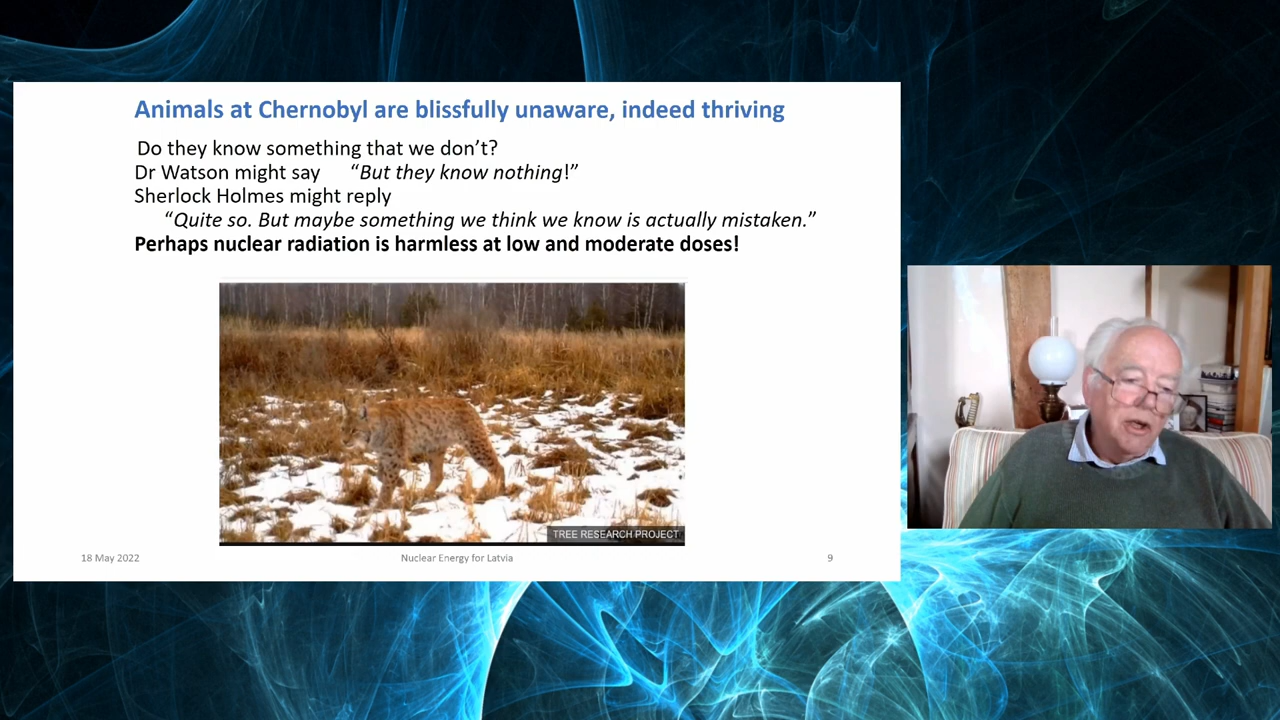 Animals at Chernobyl are blissfully unaware, indeed thriving
Do they know something that we don't?
Dr Watson might say “But they know nothing!”
Sherlock Holmes might reply
“Quite so. But maybe something we think we know is actually mistaken.”
Perhaps nuclear radiation is harmless at low and moderate doses!
TREE RESEARCH PROJECT
18 May 2022
Nuclear Energy for Latvia
9